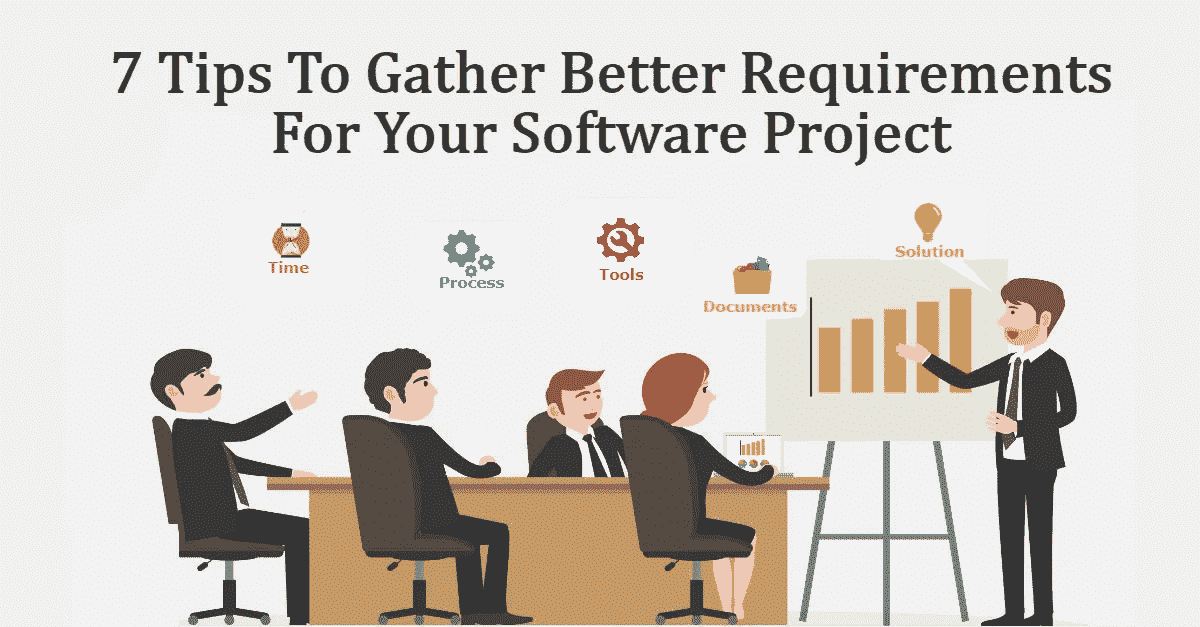 7 Tips To Gather Better Requirements
For Your Software Project
Time
Process
Tools
Documents
Solution